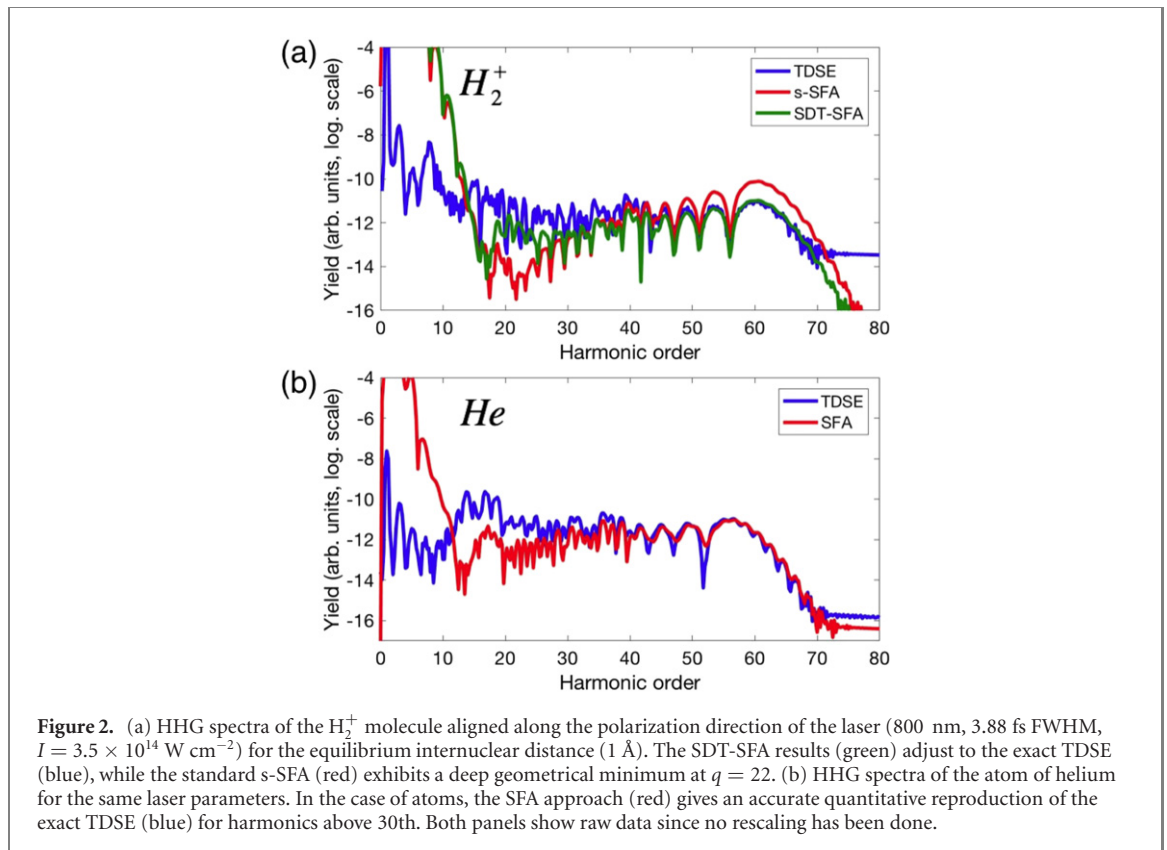 (a)
H₂⁺
TDSE
s-SFA
SDT-SFA
Yield (arb. units, log. scale)
-4
-6
-8
-10
-12
-14
-16
0 10 20 30 40 50 60 70 80
Harmonic order
(b)
He
TDSE
SFA
Yield (arb. units, log. scale)
-4
-6
-8
-10
-12
-14
-16
0 10 20 30 40 50 60 70 80
Harmonic order
Figure 2. (a) HHG spectra of the H₂⁺ molecule aligned along the polarization direction of the laser (800 nm, 3.88 fs FWHM,
I = 3.5 × 10¹⁴ W cm⁻²) for the equilibrium internuclear distance (1 Å). The SDT-SFA results (green) adjust to the exact TDSE
(blue), while the standard s-SFA (red) exhibits a deep geometrical minimum at q = 22. (b) HHG spectra of the atom of helium
for the same laser parameters. In the case of atoms, the SFA approach (red) gives an accurate quantitative reproduction of the
exact TDSE (blue) for harmonics above 30th. Both panels show raw data since no rescaling has been done.